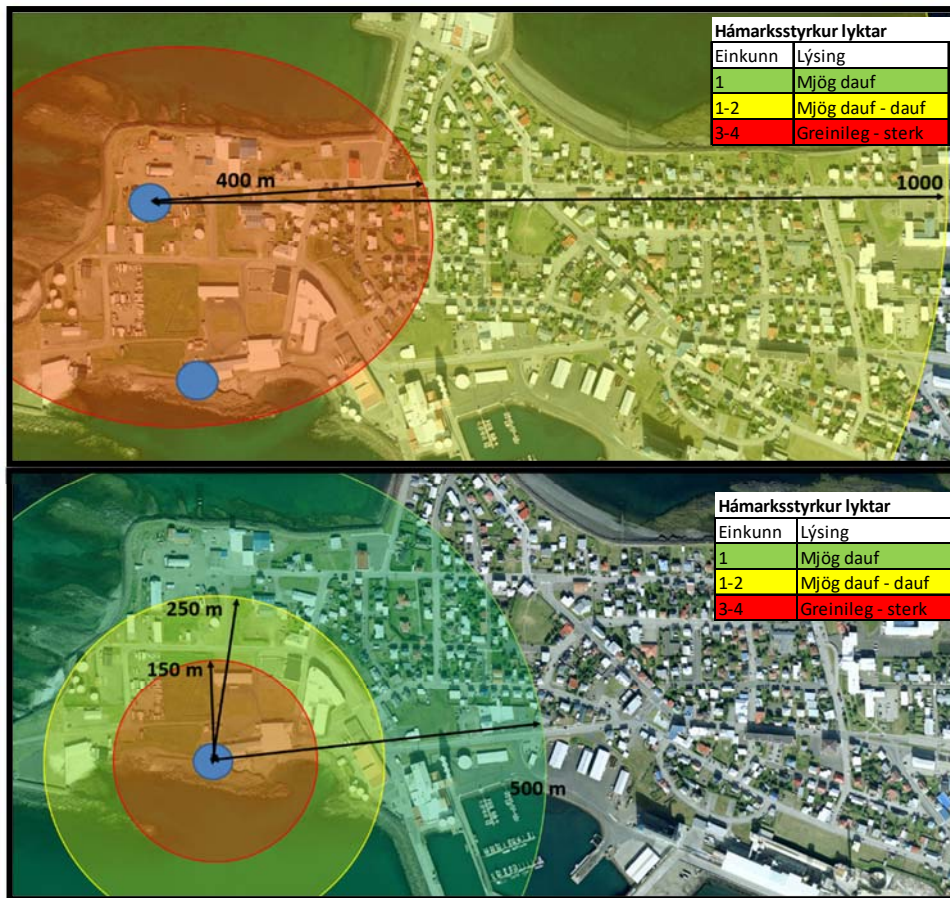 Hámarksstyrkur lyktar
Einkunn Lýsing
1 Mjög dauf
1-2 Mjög dauf - dauf
3-4 Greinileg - sterk
400 m
1000
Hámarksstyrkur lyktar
Einkunn Lýsing
1 Mjög dauf
1-2 Mjög dauf - dauf
3-4 Greinileg - sterk
250 m
150 m
500 m